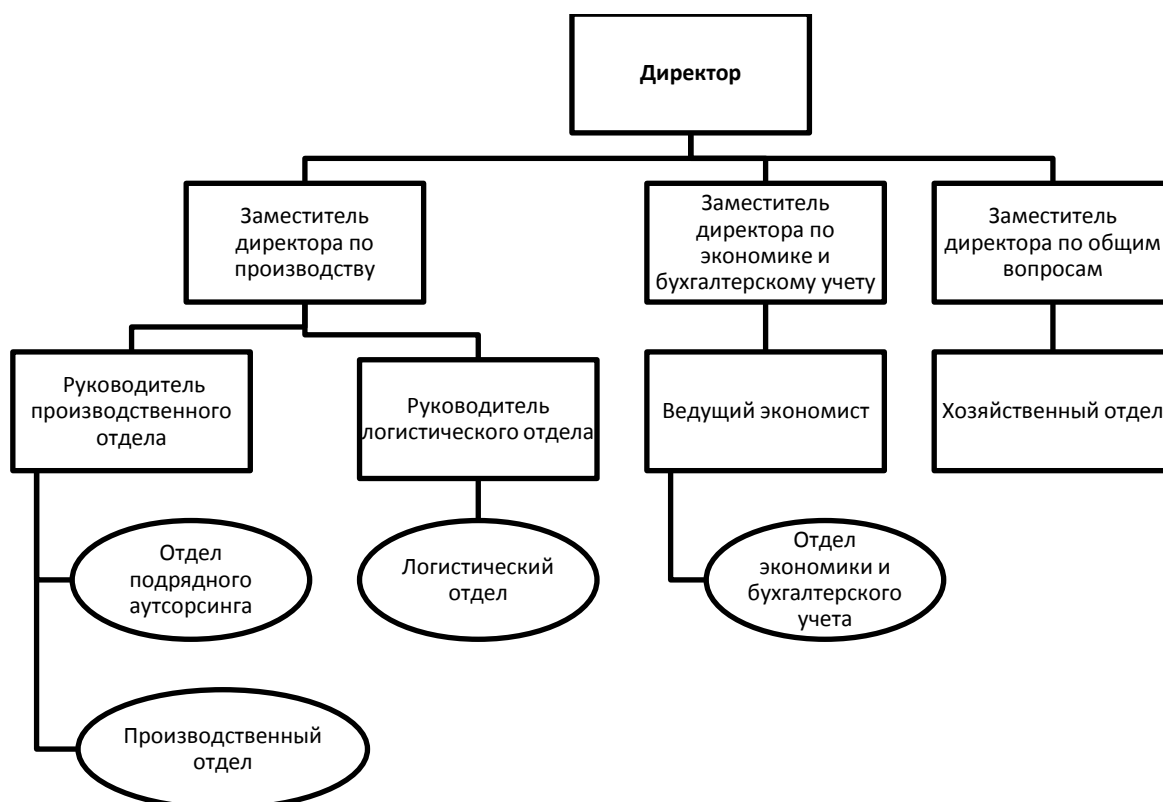 Директор
Заместитель
директора по
производству
Заместитель
директора по
экономике и
бухгалтерскому учету
Заместитель
директора по общим
вопросам
Руководитель
производственного
отдела
Руководитель
логистического отдела
Ведущий экономист
Хозяйственный отдел
Отдел
подрядного
аутсорсинга
Логистический
отдел
Отдел
экономики и
бухгалтерского
учета
Производственный
отдел